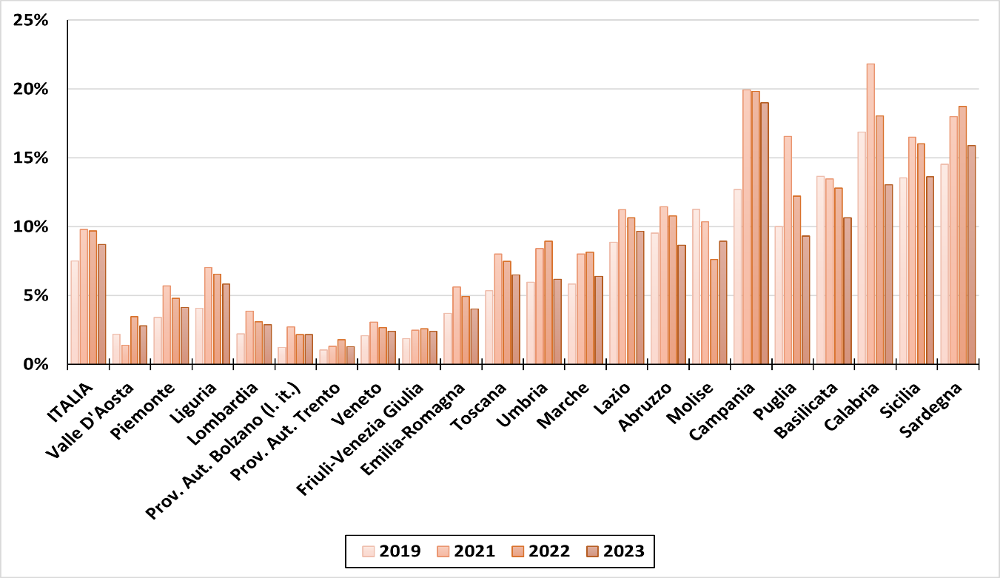 25%
20%
15%
10%
5%
0%
ITALIA
Valle D'Aosta
Piemonte
Liguria
Lombardia
Prov. Aut. Bolzano (l. it.)
Prov. Aut. Trento
Veneto
Friuli-Venezia Giulia
Emilia-Romagna
Toscana
Umbria
Marche
Lazio
Abruzzo
Molise
Campania
Puglia
Basilicata
Calabria
Sicilia
Sardegna
2019 2021 2022 2023